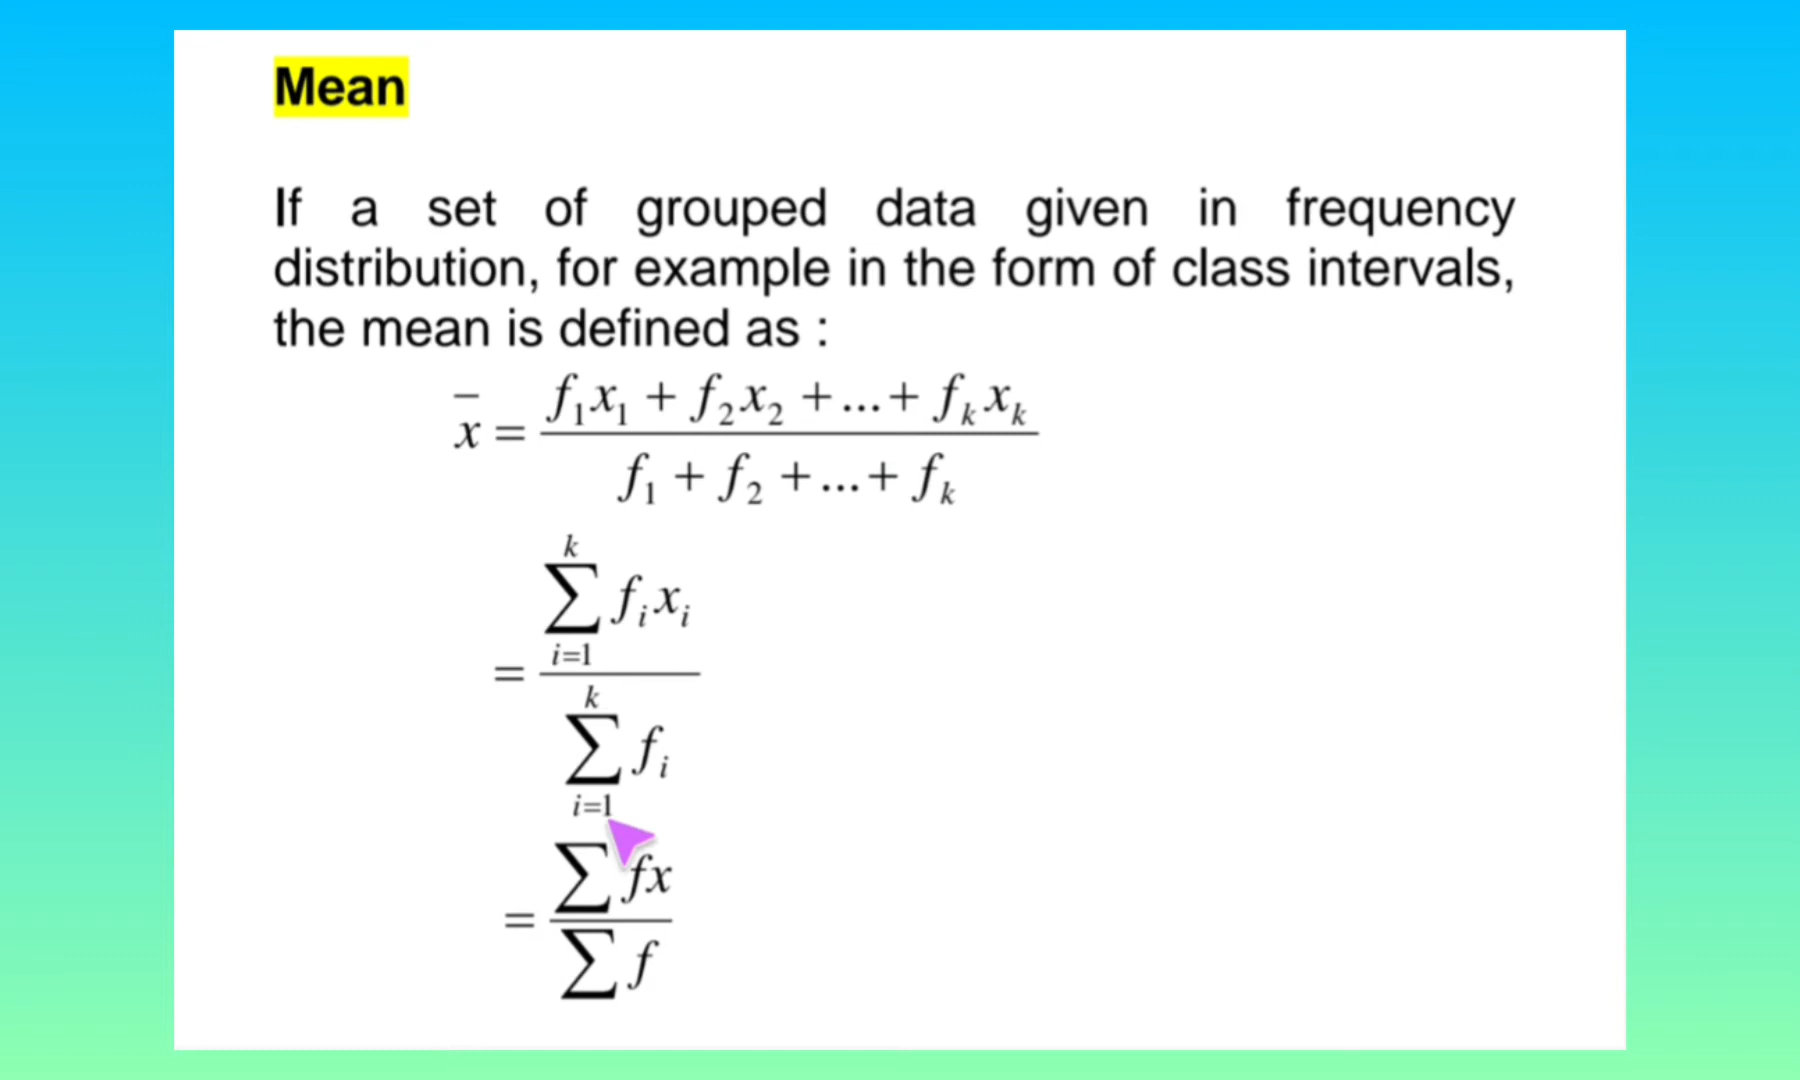 Mean
If a set of grouped data given in frequency
distribution, for example in the form of class intervals,
the mean is defined as :
x̄ = (f₁x₁ + f₂x₂ + ... + fₖxₖ) / (f₁ + f₂ + ... + fₖ)
= (∑ᵢ₌₁ᵏ fᵢxᵢ) / (∑ᵢ₌₁ᵏ fᵢ)
= ∑fx / ∑f